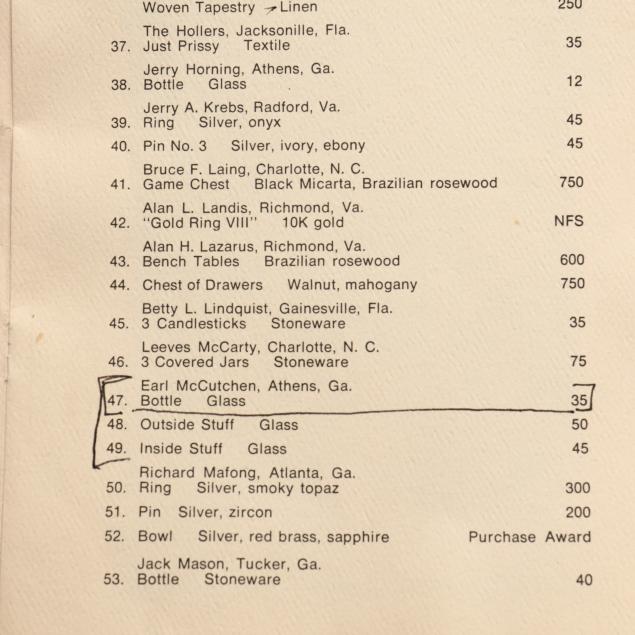 Woven Tapestry → Linen 250
The Hollers, Jacksonille, Fla.
37. Just Prissy Textile 35
Jerry Horning, Athens, Ga.
38. Bottle Glass 12
Jerry A. Krebs, Radford, Va.
39. Ring Silver, onyx 45
40. Pin No. 3 Silver, ivory, ebony 45
Bruce F. Laing, Charlotte, N. C.
41. Game Chest Black Micarta, Brazilian rosewood 750
Alan L. Landis, Richmond, Va.
42. "Gold Ring VIII" 10K gold NFS
Alan H. Lazarus, Richmond, Va.
43. Bench Tables Brazilian rosewood 600
44. Chest of Drawers Walnut, mahogany 750
Betty L. Lindquist, Gainesville, Fla.
45. 3 Candlesticks Stoneware 35
Leeves McCarty, Charlotte, N. C.
46. 3 Covered Jars Stoneware 75
Earl McCutchen, Athens, Ga.
47. Bottle Glass 35
48. Outside Stuff Glass 50
49. Inside Stuff Glass 45
Richard Mafong, Atlanta, Ga.
50. Ring Silver, smoky topaz 300
51. Pin Silver, zircon 200
52. Bowl Silver, red brass, sapphire Purchase Award
Jack Mason, Tucker, Ga.
53. Bottle Stoneware 40